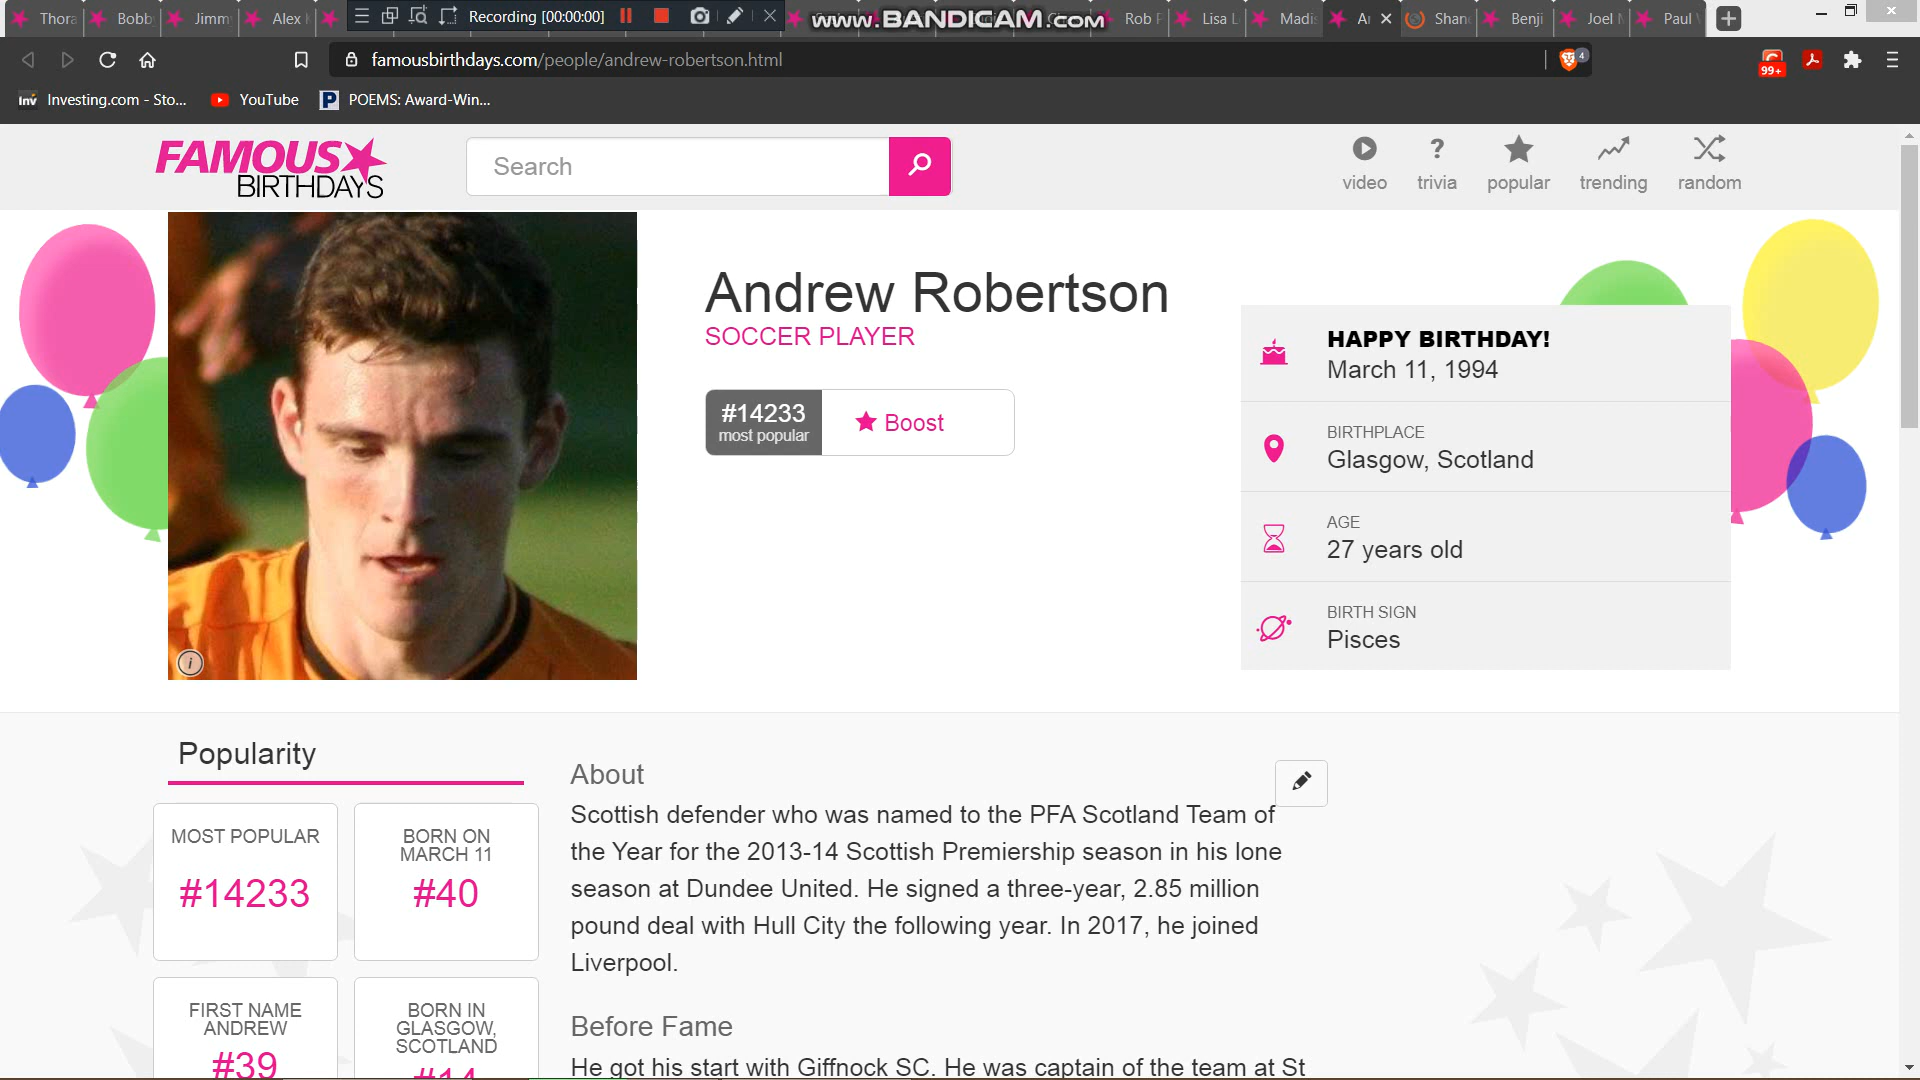 Thora
Bobby
Jimmy
Alex
Recording [00:00:00]
www.BANDICAM.com
Rob
Lisa L
Madis
Shan
Benji
Joel
Paul
famousbirthdays.com/people/andrew-robertson.html
4
99+
Inv Investing.com - Sto...
YouTube
P POEMS: Award-Win...
FAMOUS
BIRTHDAYS
Search
video
? trivia
popular
trending
random
Andrew Robertson
SOCCER PLAYER
#14233
most popular
Boost
HAPPY BIRTHDAY!
March 11, 1994
BIRTHPLACE
Glasgow, Scotland
AGE
27 years old
BIRTH SIGN
Pisces
i
Popularity
MOST POPULAR
#14233
BORN ON
MARCH 11
#40
FIRST NAME
ANDREW
#39
BORN IN
GLASGOW,
SCOTLAND
#14
About
Scottish defender who was named to the PFA Scotland Team of
the Year for the 2013-14 Scottish Premiership season in his lone
season at Dundee United. He signed a three-year, 2.85 million
pound deal with Hull City the following year. In 2017, he joined
Liverpool.
Before Fame
He got his start with Giffnock SC. He was captain of the team at St